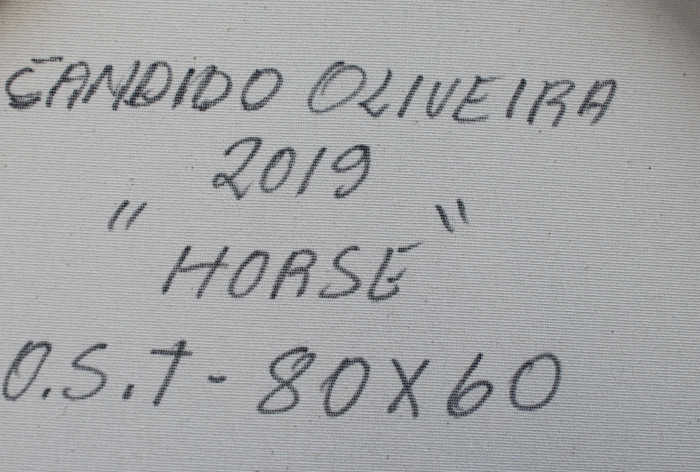 CANDIDO OLIVEIRA
2019
" HORSE "
O.S.T - 80X60